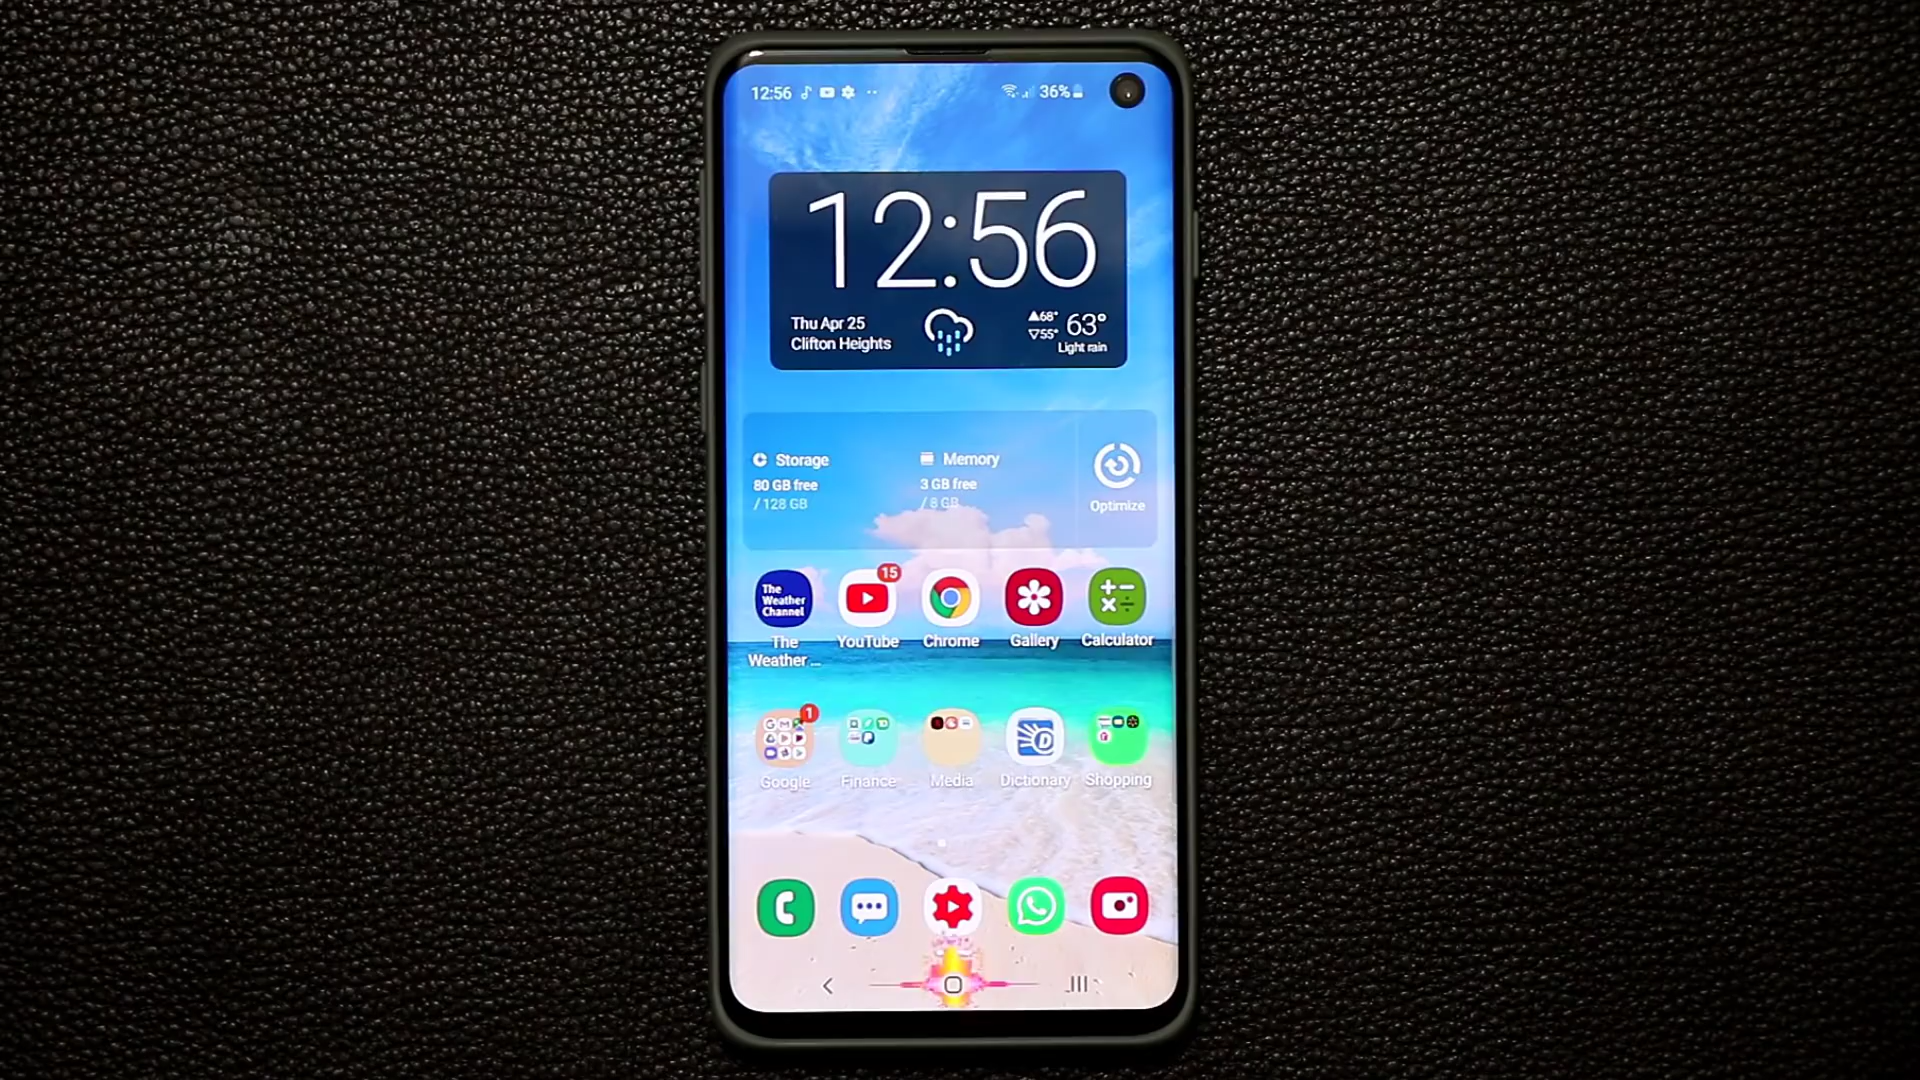 12:56
36%
12:56
Thu Apr 25
Clifton Heights
▲68°
▽55°
63°
Light rain
Storage
80 GB free
/ 128 GB
Memory
3 GB free
/ 8 GB
Optimize
The
Weather
Channel
15
The
Weather ...
YouTube
Chrome
Gallery
Calculator
1
Google
Finance
Media
D
Dictionary
Shopping